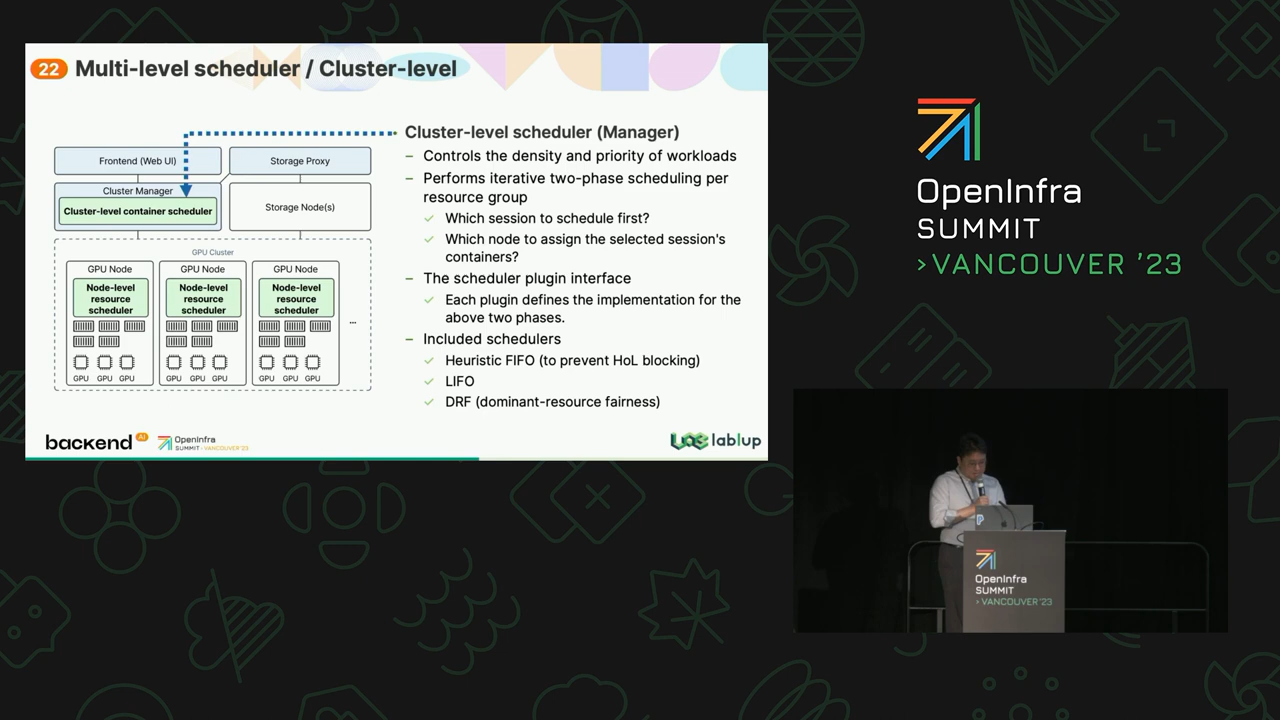 22 Multi-level scheduler / Cluster-level
Frontend (Web UI)
Storage Proxy
Cluster Manager
Cluster-level container scheduler
Storage Node(s)
GPU Cluster
GPU Node
Node-level
resource
scheduler
GPU GPU GPU
GPU Node
Node-level
resource
scheduler
GPU GPU GPU
GPU Node
Node-level
resource
scheduler
GPU GPU GPU
...
• Cluster-level scheduler (Manager)
– Controls the density and priority of workloads
– Performs iterative two-phase scheduling per
resource group
✓ Which session to schedule first?
✓ Which node to assign the selected session's
containers?
– The scheduler plugin interface
✓ Each plugin defines the implementation for the
above two phases.
– Included schedulers
✓ Heuristic FIFO (to prevent HoL blocking)
✓ LIFO
✓ DRF (dominant-resource fairness)
backend AI
OpenInfra
SUMMIT > VANCOUVER '23
lablup
OpenInfra
SUMMIT
>VANCOUVER '23
OpenInfra
SUMMIT
> VANCOUVER '23